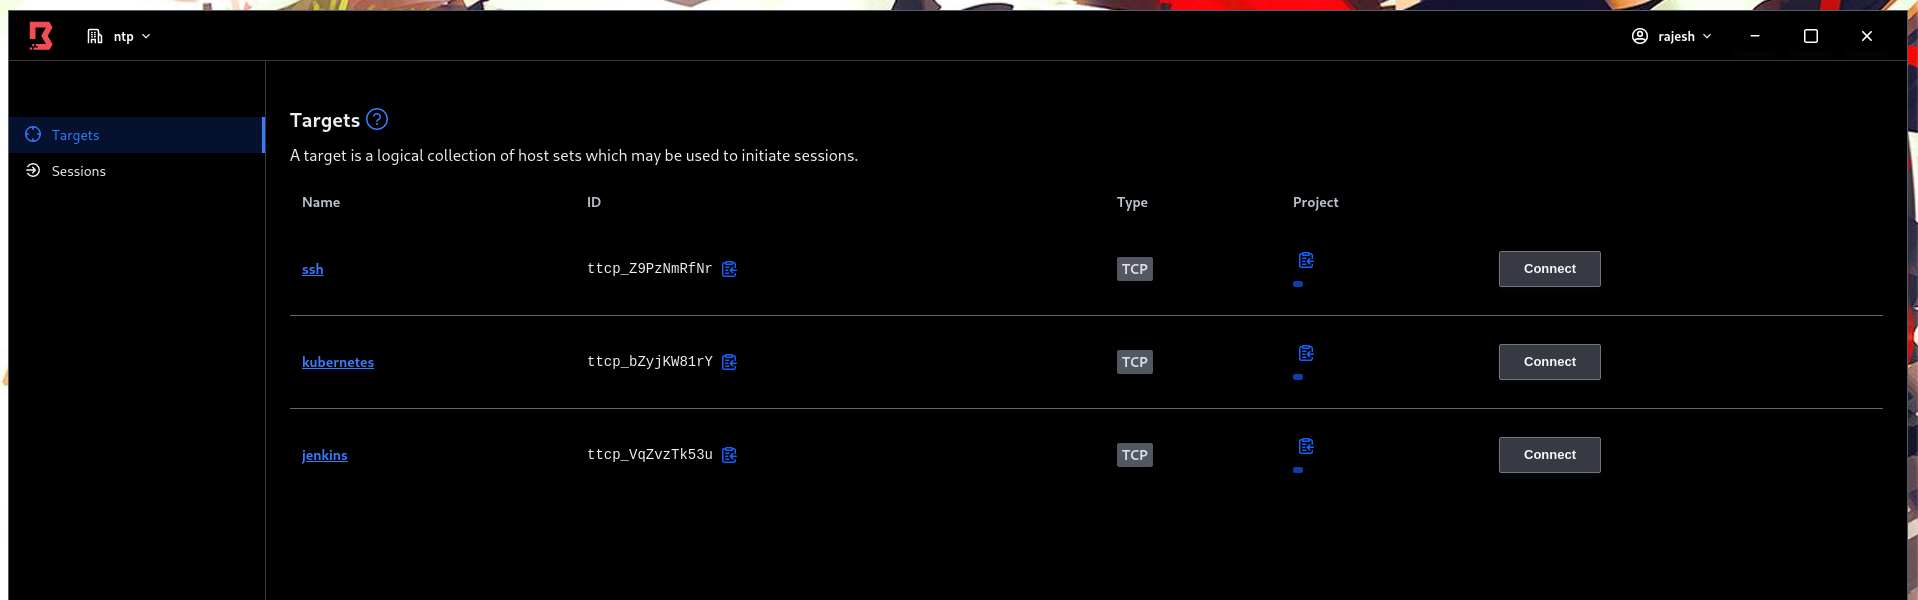 ntp
rajesh
Targets
Sessions
Targets
A target is a logical collection of host sets which may be used to initiate sessions.
Name ID Type Project
ssh ttcp_Z9PzNmRfNr TCP Connect
kubernetes ttcp_bZyjKW81rY TCP Connect
jenkins ttcp_VqZvzTk53u TCP Connect